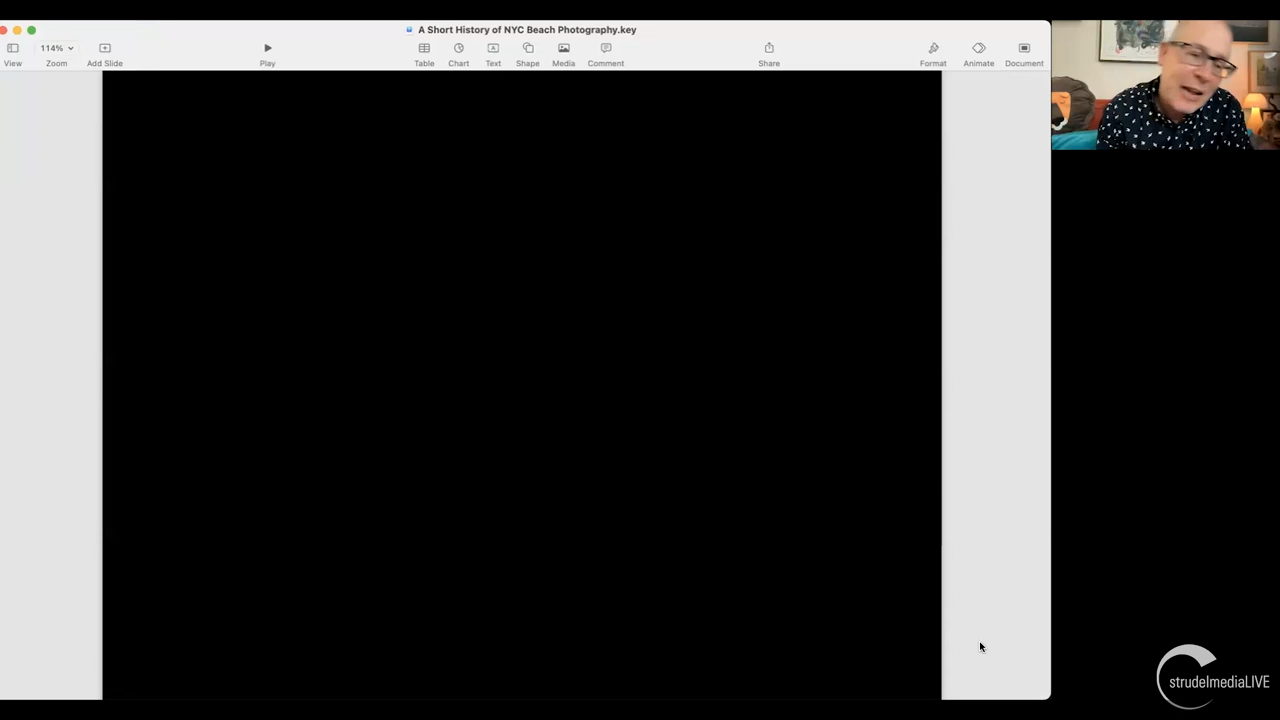 A Short History of NYC Beach Photography.key
114%
View
Zoom
Add Slide
Play
Table
Chart
Text
Shape
Media
Comment
Share
Format
Animate
Document
strudelmediaLIVE